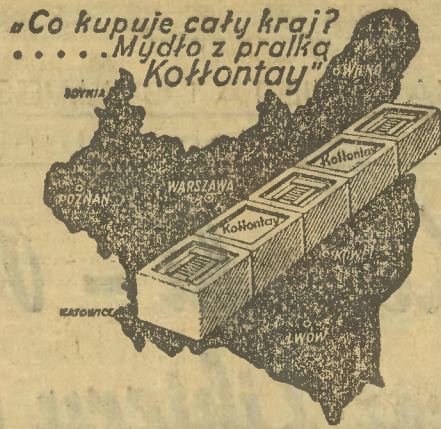 „Co kupuje cały kraj?
.....Mydło z pralką
Kołłontay"
GDYNIA
WILNO
POZNAŃ
WARSZAWA
Kołłontay
Kołłontay
KATOWICE
LWÓW